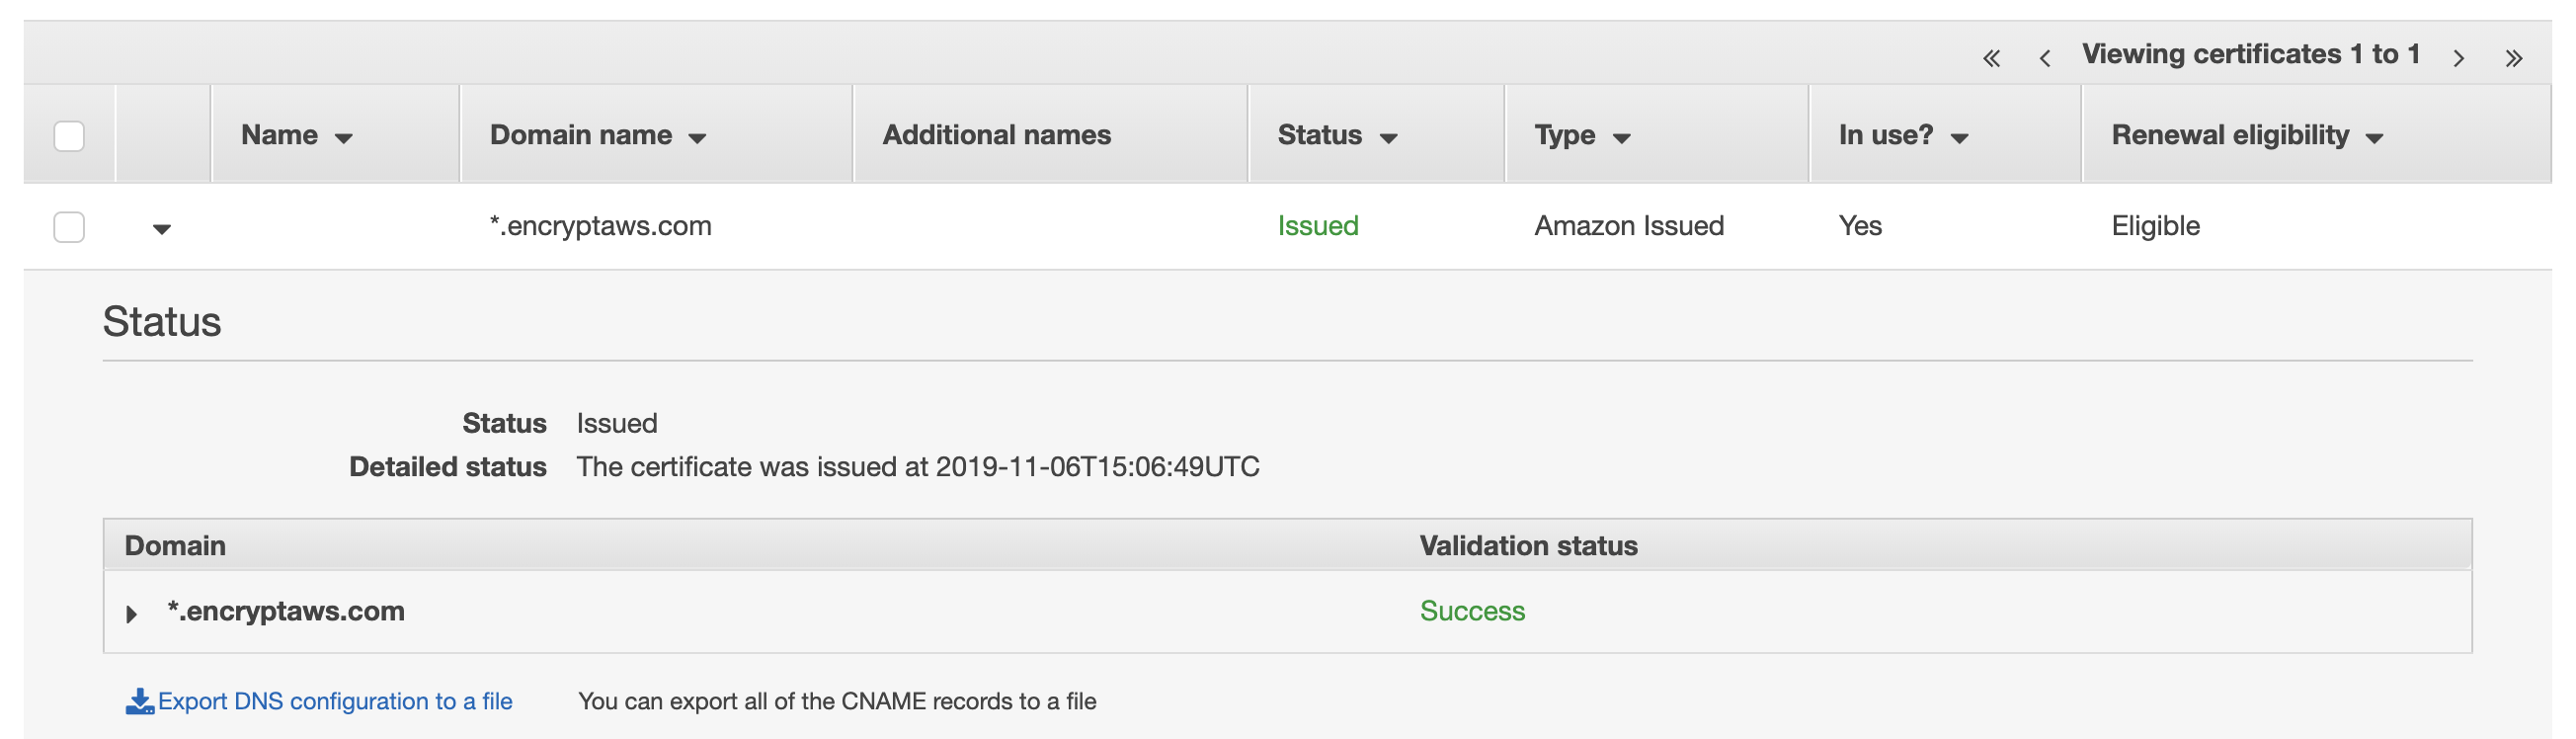 « ‹ Viewing certificates 1 to 1 › »
Name Domain name Additional names Status Type In use? Renewal eligibility
*.encryptaws.com Issued Amazon Issued Yes Eligible
Status
Status Issued
Detailed status The certificate was issued at 2019-11-06T15:06:49UTC
Domain Validation status
*.encryptaws.com Success
Export DNS configuration to a file You can export all of the CNAME records to a file